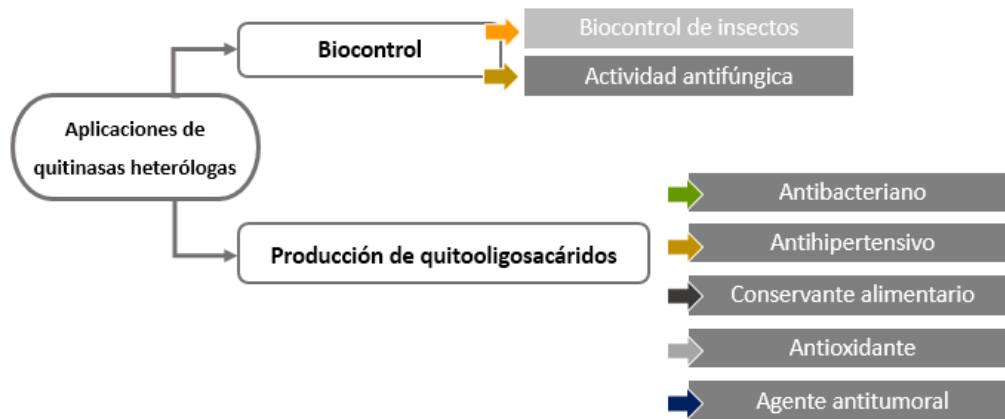 Aplicaciones de
quitinasas heterólogas
Biocontrol
Biocontrol de insectos
Actividad antifúngica
Producción de quitooligosacáridos
Antibacteriano
Antihipertensivo
Conservante alimentario
Antioxidante
Agente antitumoral